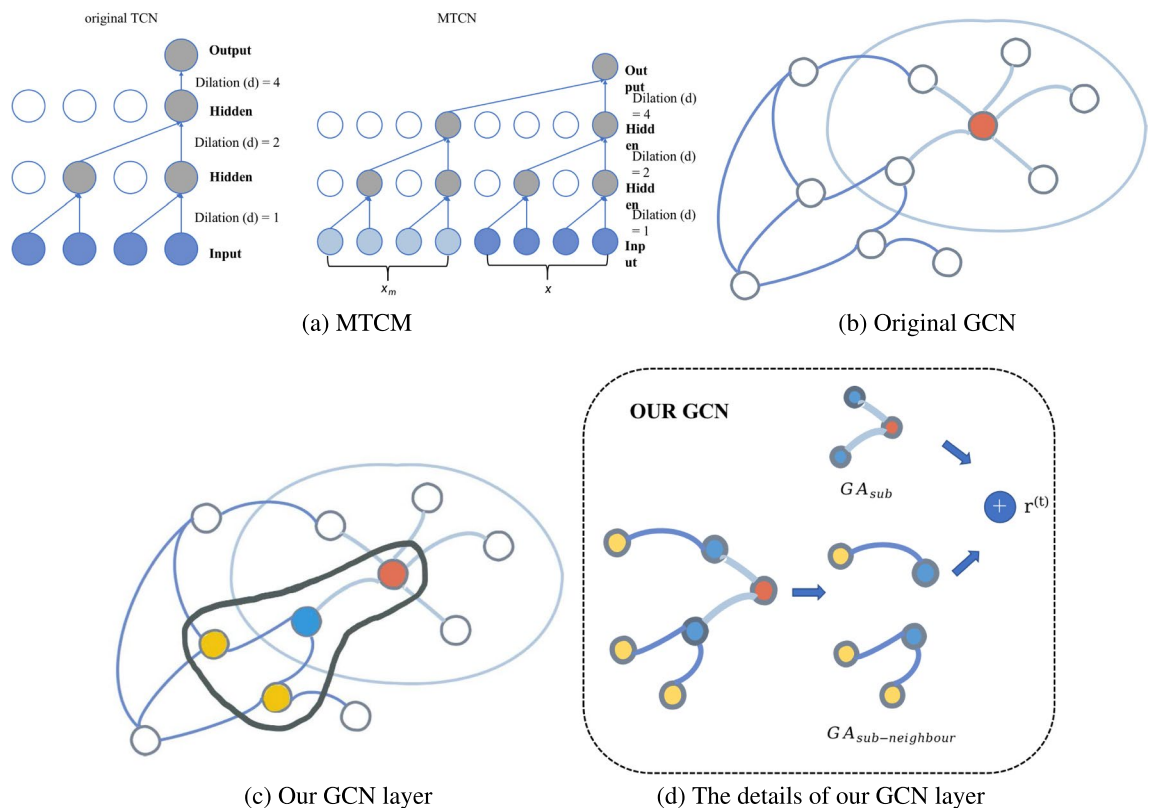 original TCN
Output
Dilation (d) = 4
Hidden
Dilation (d) = 2
Hidden
Dilation (d) = 1
Input
MTCN
Out
put
Dilation (d)
= 4
Hidd
en
Dilation (d)
= 2
Hidd
en
Dilation (d)
= 1
Inp
ut
x_m
x
(a) MTCM
(b) Original GCN
(c) Our GCN layer
OUR GCN
GA_sub
+ r^(t)
GA_sub−neighbour
(d) The details of our GCN layer